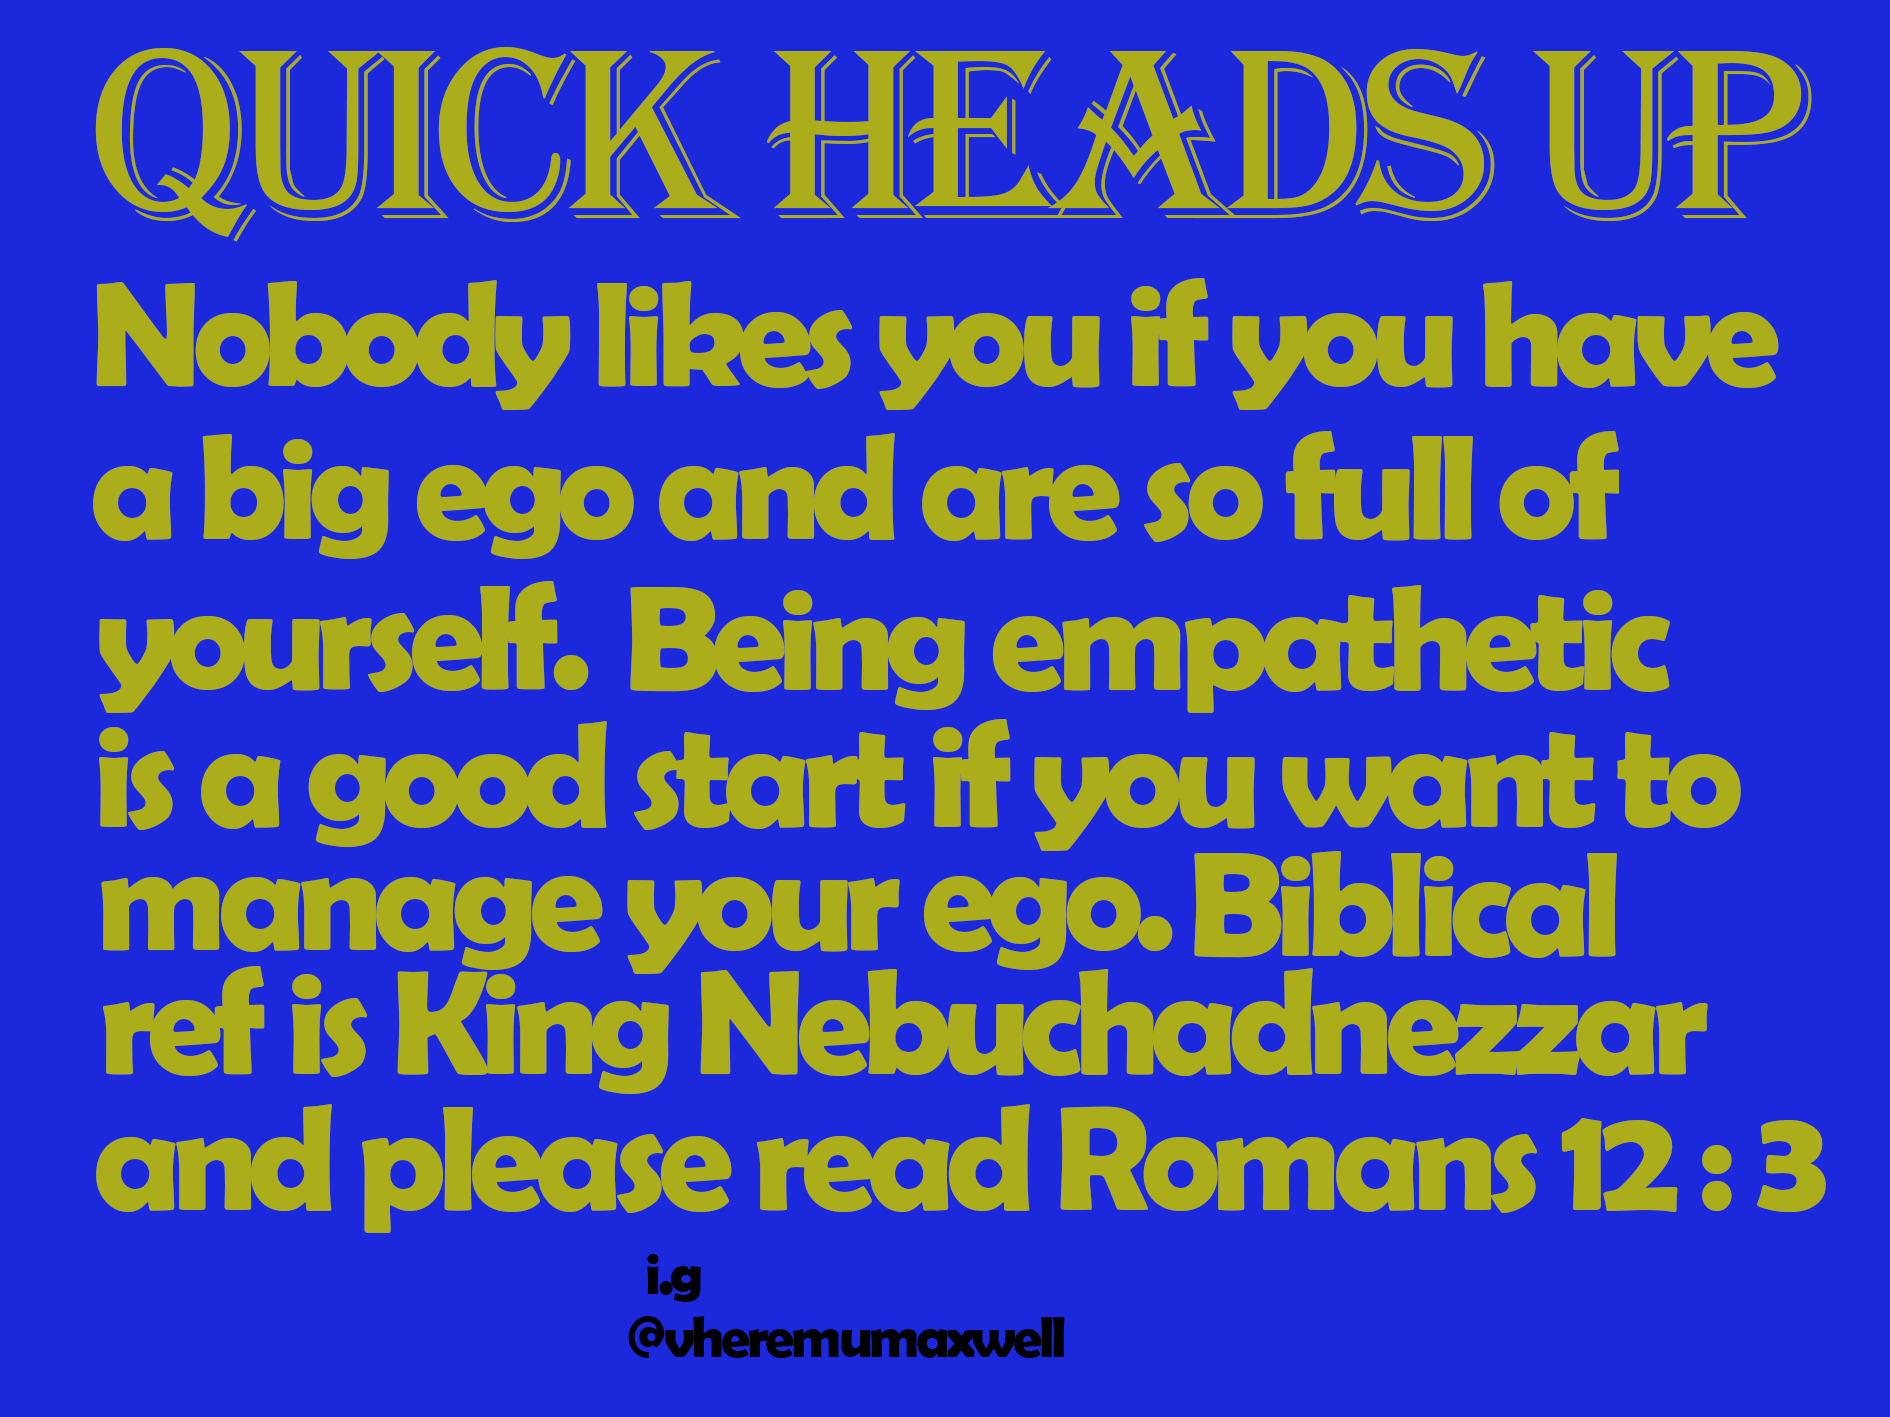 QUICK HEADS UP
Nobody likes you if you have
a big ego and are so full of
yourself. Being empathetic
is a good start if you want to
manage your ego. Biblical
ref is King Nebuchadnezzar
and please read Romans 12 : 3
i.g
@vheremumaxwell